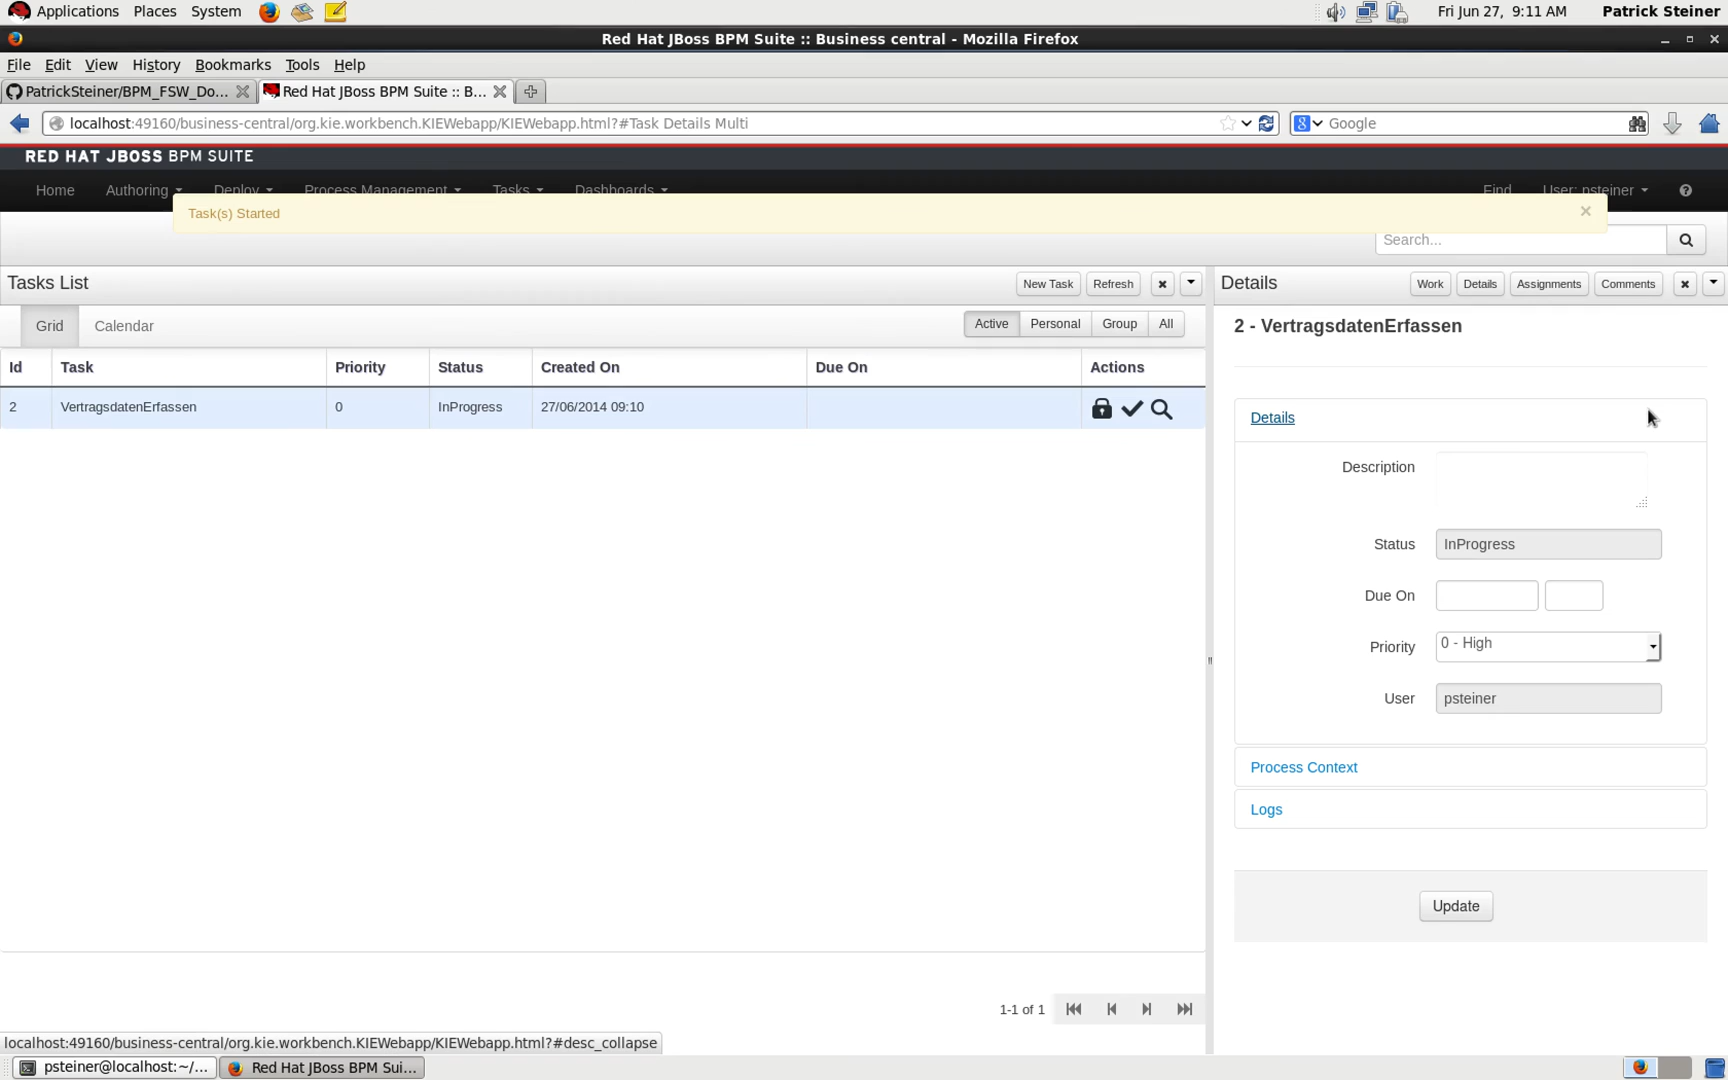 Applications Places System Fri Jun 27, 9:11 AM Patrick Steiner
Red Hat JBoss BPM Suite :: Business central - Mozilla Firefox
File Edit View History Bookmarks Tools Help
PatrickSteiner/BPM_FSW_Do... Red Hat JBoss BPM Suite :: B...
localhost:49160/business-central/org.kie.workbench.KIEWebapp/KIEWebapp.html?#Task Details Multi Google
RED HAT JBOSS BPM SUITE
Home Authoring Deploy Process Management Tasks Dashboards Find User: psteiner
Task(s) Started ×
Search...
Tasks List New Task Refresh Details Work Details Assignments Comments
Grid Calendar Active Personal Group All 2 - VertragsdatenErfassen
Id Task Priority Status Created On Due On Actions
2 VertragsdatenErfassen 0 InProgress 27/06/2014 09:10
Details
Description
Status InProgress
Due On
Priority 0 - High
User psteiner
Process Context
Logs
Update
1-1 of 1
localhost:49160/business-central/org.kie.workbench.KIEWebapp/KIEWebapp.html?#desc_collapse
psteiner@localhost:~/... Red Hat JBoss BPM Sui...